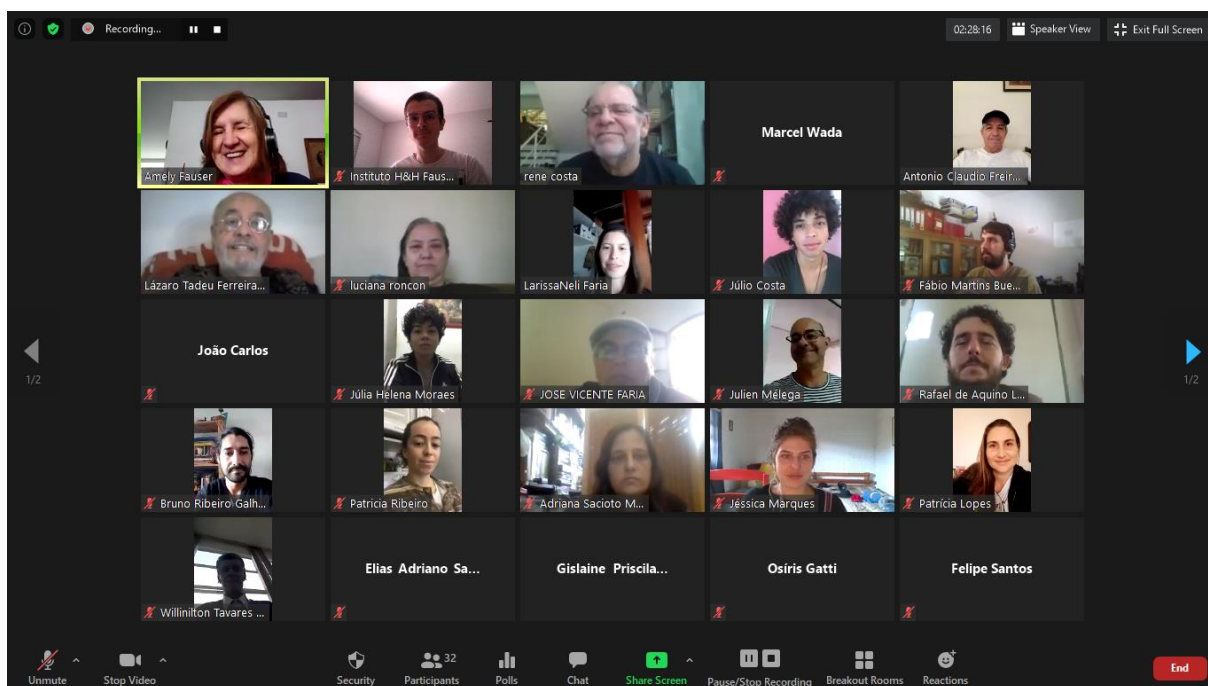 Recording...
02:28:16
Speaker View
Exit Full Screen
Amely Fauser
Instituto H&H Faus...
rene costa
Marcel Wada
Antonio Claudio Freir...
Lázaro Tadeu Ferreira...
luciana roncon
LarissaNeli Faria
Júlio Costa
Fábio Martins Bue...
João Carlos
Júlia Helena Moraes
JOSE VICENTE FARIA
Julien Mélega
Rafael de Aquino L...
1/2
1/2
Bruno Ribeiro Galh...
Patricia Ribeiro
Adriana Sacioto M...
Jéssica Marques
Patrícia Lopes
Willinilton Tavares ...
Elias Adriano Sa...
Gislaine Priscila...
Osíris Gatti
Felipe Santos
Unmute
Stop Video
Security
Participants
32
Polls
Chat
Share Screen
Pause/Stop Recording
Breakout Rooms
Reactions
End